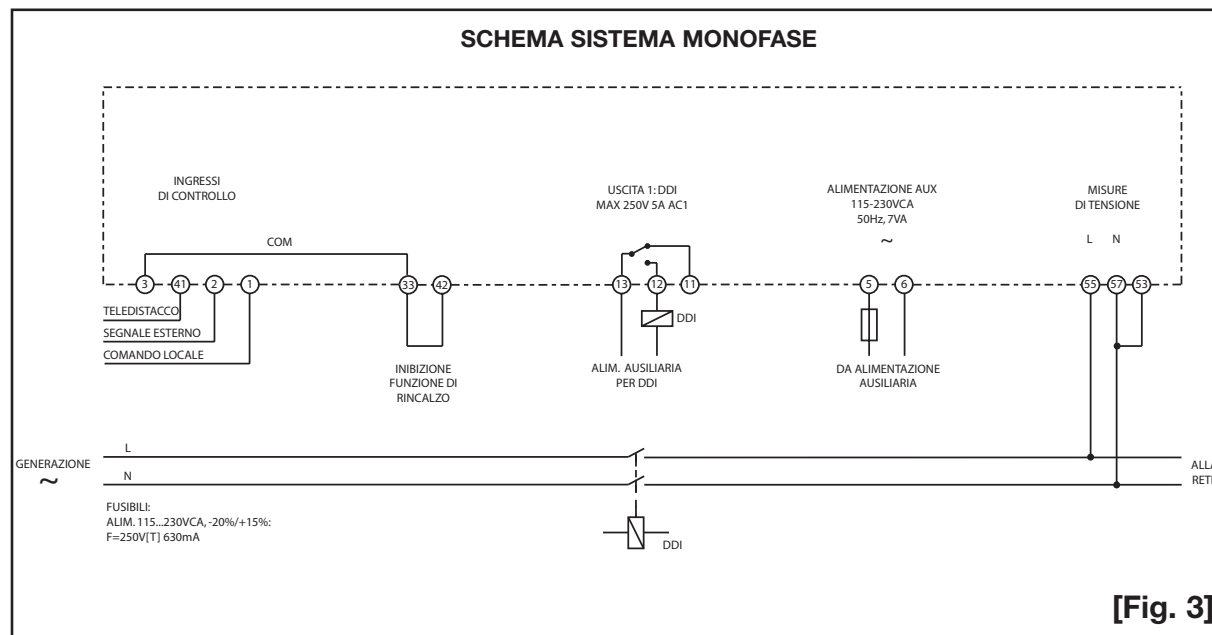 SCHEMA SISTEMA MONOFASE
INGRESSI
DI CONTROLLO
USCITA 1: DDI
MAX 250V 5A AC1
ALIMENTAZIONE AUX
115-230VCA
50Hz, 7VA
~
MISURE
DI TENSIONE
L N
COM
3 41 2 1 33 42 13 12 11 5 6 55 57 53
TELEDISTACCO
SEGNALE ESTERNO
COMANDO LOCALE
INIBIZIONE
FUNZIONE DI
RINCALZO
DDI
ALIM. AUSILIARIA
PER DDI
DA ALIMENTAZIONE
AUSILIARIA
GENERAZIONE
~
L
N
ALLA
RETE
FUSIBILI:
ALIM. 115...230VCA, -20%/+15%:
F=250V[T] 630mA
DDI
[Fig. 3]